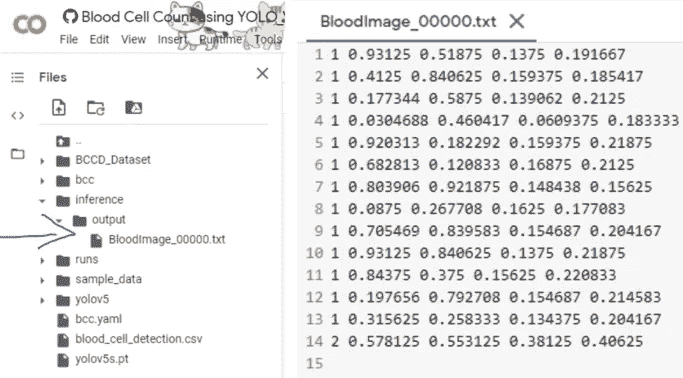 CO Blood Cell Count using YOLO
File Edit View Insert Runtime Tools
Files
..
BCCD_Dataset
bcc
inference
output
BloodImage_00000.txt
runs
sample_data
yolov5
bcc.yaml
blood_cell_detection.csv
yolov5s.pt
BloodImage_00000.txt
1 1 0.93125 0.51875 0.1375 0.191667
2 1 0.4125 0.840625 0.159375 0.185417
3 1 0.177344 0.5875 0.139062 0.2125
4 1 0.0304688 0.460417 0.0609375 0.183333
5 1 0.920313 0.182292 0.159375 0.21875
6 1 0.682813 0.120833 0.16875 0.2125
7 1 0.803906 0.921875 0.148438 0.15625
8 1 0.0875 0.267708 0.1625 0.177083
9 1 0.705469 0.839583 0.154687 0.204167
10 1 0.93125 0.840625 0.1375 0.21875
11 1 0.84375 0.375 0.15625 0.220833
12 1 0.197656 0.792708 0.154687 0.214583
13 1 0.315625 0.258333 0.134375 0.204167
14 2 0.578125 0.553125 0.38125 0.40625
15